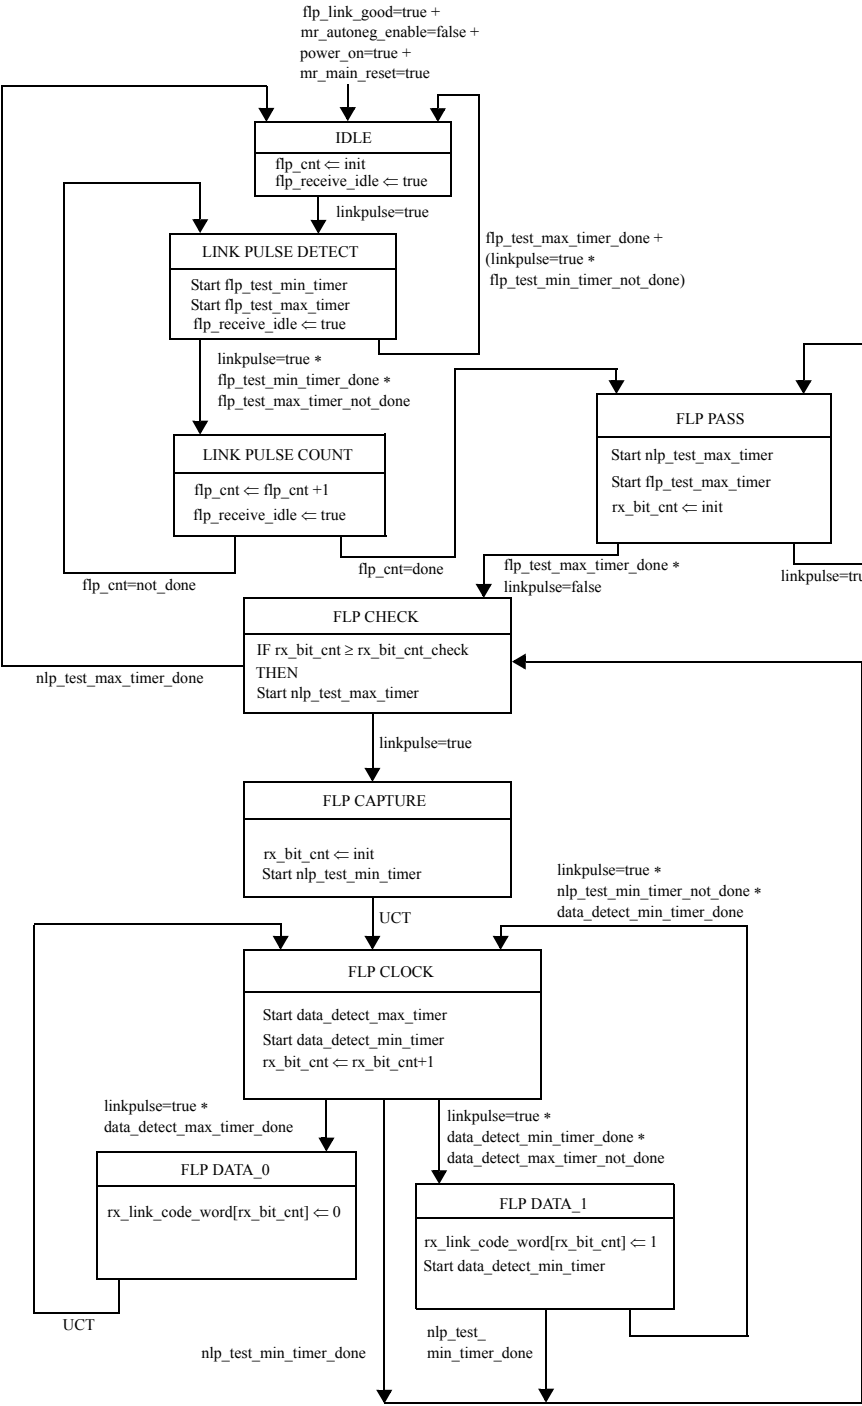 flp_link_good=true +
mr_autoneg_enable=false +
power_on=true +
mr_main_reset=true
IDLE
flp_cnt ⇐ init
flp_receive_idle ⇐ true
linkpulse=true
flp_test_max_timer_done +
(linkpulse=true *
flp_test_min_timer_not_done)
LINK PULSE DETECT
Start flp_test_min_timer
Start flp_test_max_timer
flp_receive_idle ⇐ true
linkpulse=true *
flp_test_min_timer_done *
flp_test_max_timer_not_done
LINK PULSE COUNT
flp_cnt ⇐ flp_cnt +1
flp_receive_idle ⇐ true
flp_cnt=not_done
flp_cnt=done
FLP PASS
Start nlp_test_max_timer
Start flp_test_max_timer
rx_bit_cnt ⇐ init
flp_test_max_timer_done *
linkpulse=false
linkpulse=tru
FLP CHECK
IF rx_bit_cnt ≥ rx_bit_cnt_check
THEN
Start nlp_test_max_timer
nlp_test_max_timer_done
linkpulse=true
FLP CAPTURE
rx_bit_cnt ⇐ init
Start nlp_test_min_timer
UCT
linkpulse=true *
nlp_test_min_timer_not_done *
data_detect_min_timer_done
FLP CLOCK
Start data_detect_max_timer
Start data_detect_min_timer
rx_bit_cnt ⇐ rx_bit_cnt+1
linkpulse=true *
data_detect_max_timer_done
linkpulse=true *
data_detect_min_timer_done *
data_detect_max_timer_not_done
FLP DATA_0
rx_link_code_word[rx_bit_cnt] ⇐ 0
UCT
FLP DATA_1
rx_link_code_word[rx_bit_cnt] ⇐ 1
Start data_detect_min_timer
nlp_test_min_timer_done
nlp_test_
min_timer_done